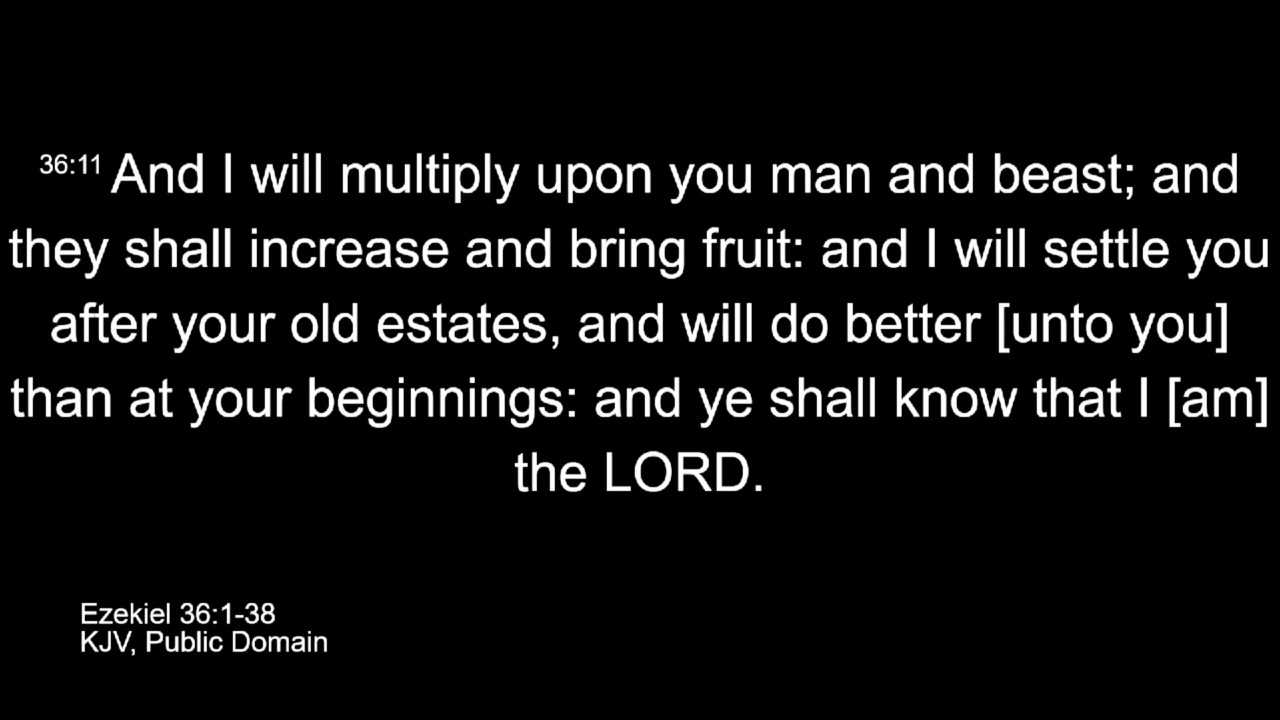 36:11 And I will multiply upon you man and beast; and
they shall increase and bring fruit: and I will settle you
after your old estates, and will do better [unto you]
than at your beginnings: and ye shall know that I [am]
the LORD.
Ezekiel 36:1-38
KJV, Public Domain